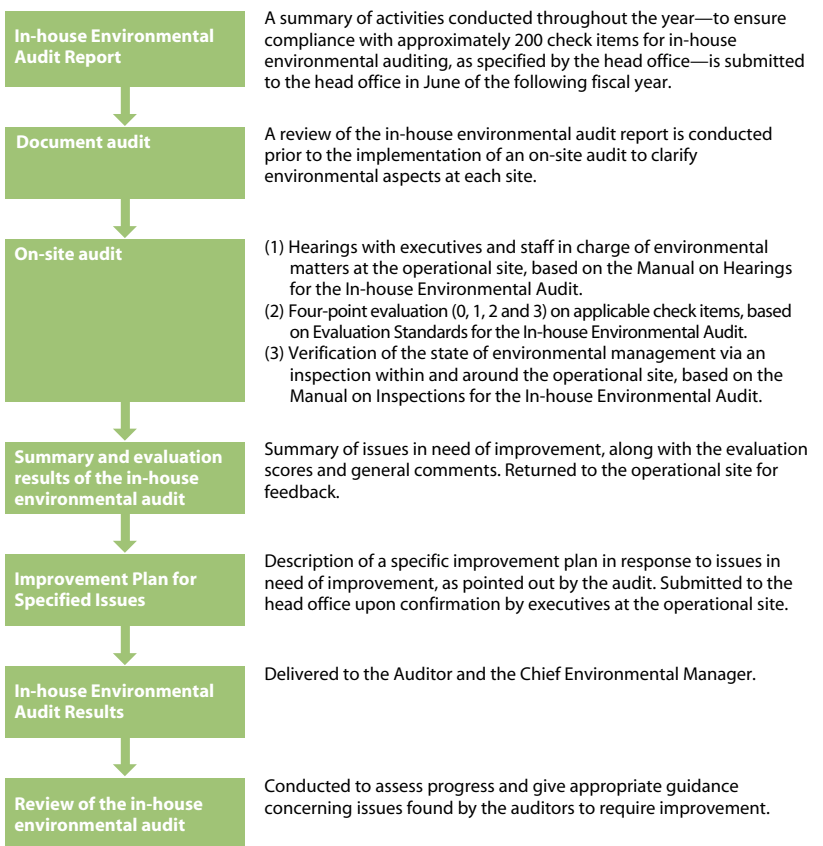 In-house Environmental
Audit Report
A summary of activities conducted throughout the year—to ensure
compliance with approximately 200 check items for in-house
environmental auditing, as specified by the head office—is submitted
to the head office in June of the following fiscal year.
Document audit
A review of the in-house environmental audit report is conducted
prior to the implementation of an on-site audit to clarify
environmental aspects at each site.
On-site audit
(1) Hearings with executives and staff in charge of environmental
matters at the operational site, based on the Manual on Hearings
for the In-house Environmental Audit.
(2) Four-point evaluation (0, 1, 2 and 3) on applicable check items, based
on Evaluation Standards for the In-house Environmental Audit.
(3) Verification of the state of environmental management via an
inspection within and around the operational site, based on the
Manual on Inspections for the In-house Environmental Audit.
Summary and evaluation
results of the in-house
environmental audit
Summary of issues in need of improvement, along with the evaluation
scores and general comments. Returned to the operational site for
feedback.
Improvement Plan for
Specified Issues
Description of a specific improvement plan in response to issues in
need of improvement, as pointed out by the audit. Submitted to the
head office upon confirmation by executives at the operational site.
In-house Environmental
Audit Results
Delivered to the Auditor and the Chief Environmental Manager.
Review of the in-house
environmental audit
Conducted to assess progress and give appropriate guidance
concerning issues found by the auditors to require improvement.